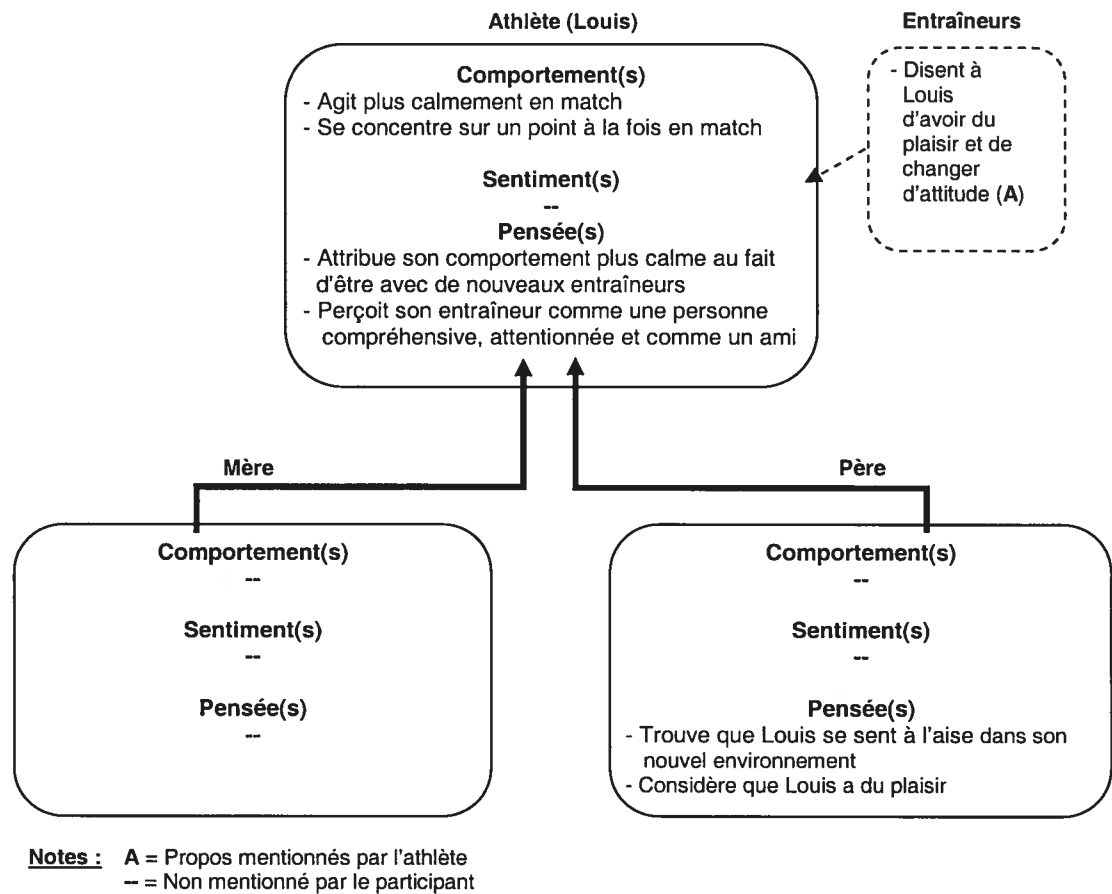 Athlète (Louis)
Comportement(s)
- Agit plus calmement en match
- Se concentre sur un point à la fois en match
Sentiment(s)
--
Pensée(s)
- Attribue son comportement plus calme au fait
d'être avec de nouveaux entraîneurs
- Perçoit son entraîneur comme une personne
compréhensive, attentionnée et comme un ami
Entraîneurs
- Disent à
Louis
d'avoir du
plaisir et de
changer
d'attitude (A)
Mère
Comportement(s)
--
Sentiment(s)
--
Pensée(s)
--
Père
Comportement(s)
--
Sentiment(s)
--
Pensée(s)
- Trouve que Louis se sent à l'aise dans son
nouvel environnement
- Considère que Louis a du plaisir
Notes : A = Propos mentionnés par l'athlète
-- = Non mentionné par le participant